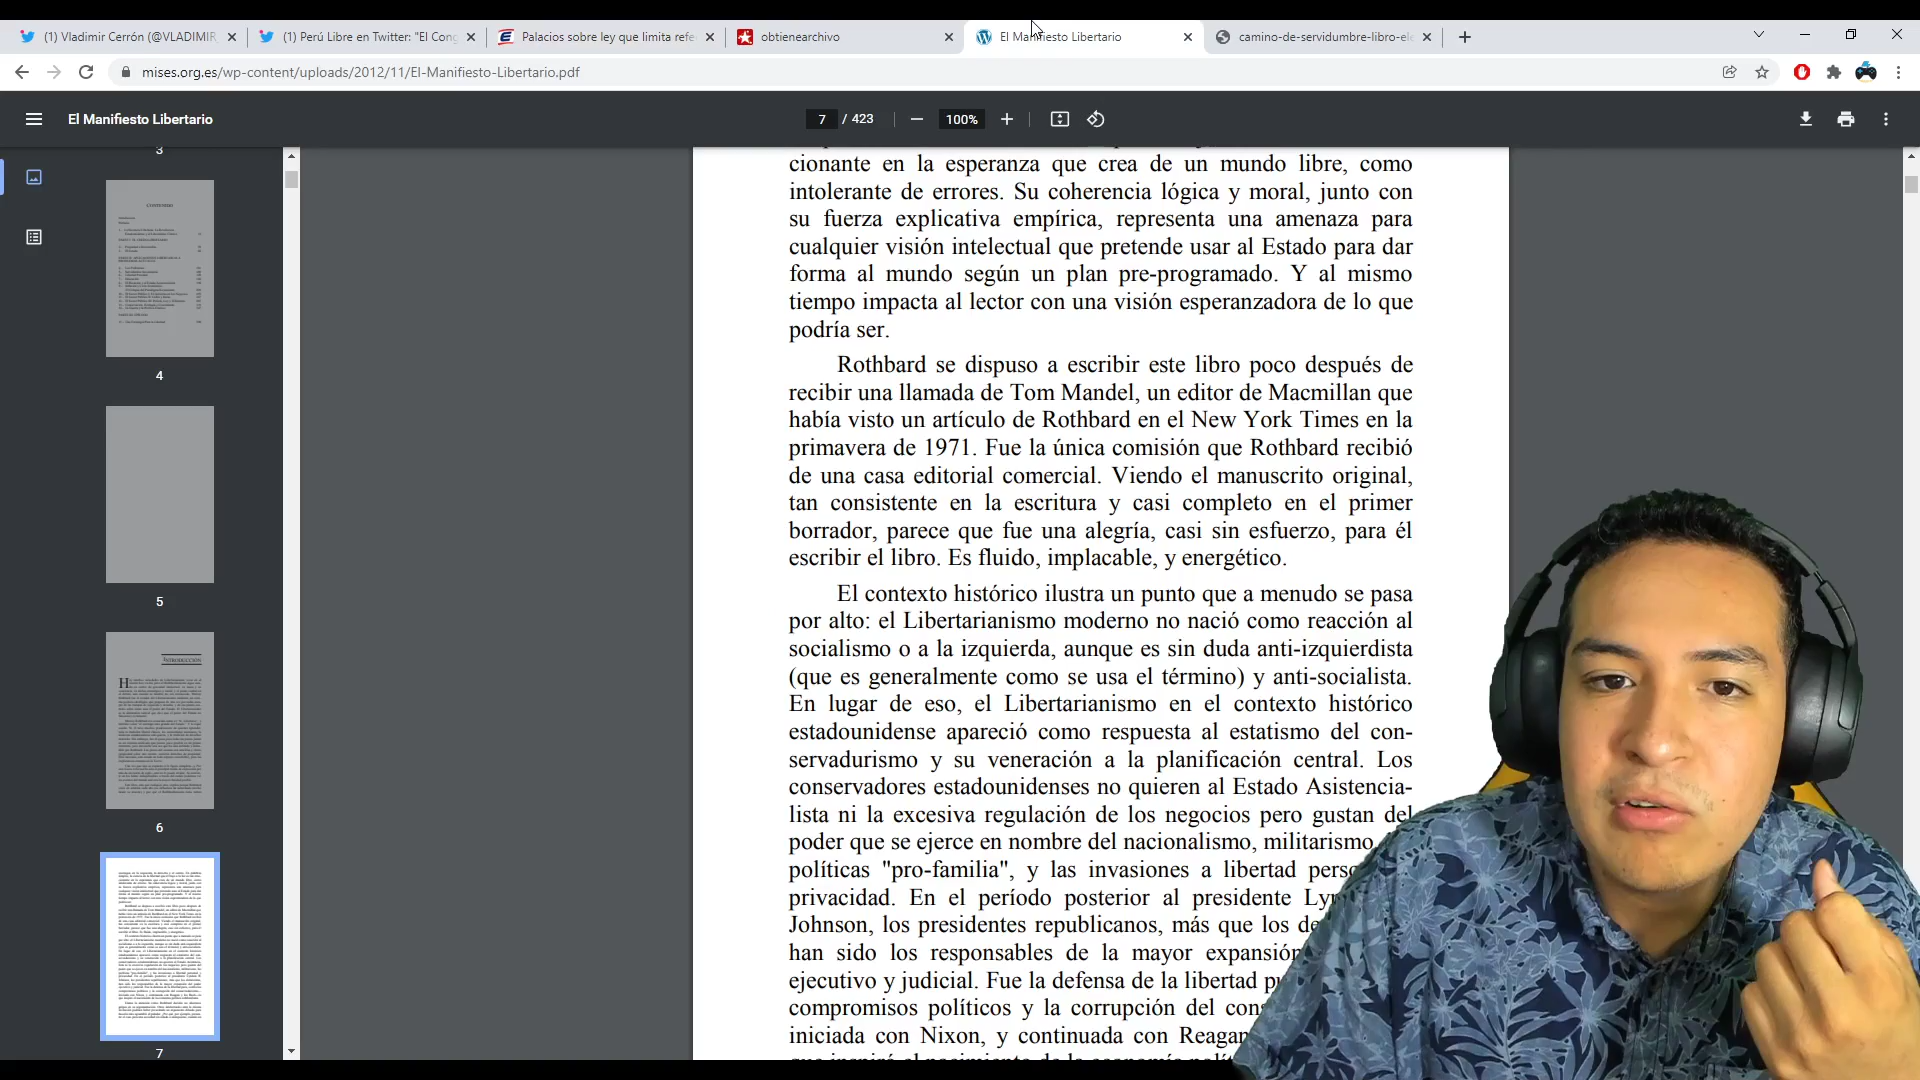 (1) Vladimir Cerrón (@VLADIMIR
(1) Perú Libre en Twitter: "El Cong
Palacios sobre ley que limita refe
obtienearchivo
El Manifiesto Libertario
camino-de-servidumbre-libro-ele
mises.org.es/wp-content/uploads/2012/11/El-Manifiesto-Libertario.pdf
El Manifiesto Libertario
7 / 423
100%
3
CONTENIDO
4
5
INTRODUCCIÓN
6
7
cionante en la esperanza que crea de un mundo libre, como
intolerante de errores. Su coherencia lógica y moral, junto con
su fuerza explicativa empírica, representa una amenaza para
cualquier visión intelectual que pretende usar al Estado para dar
forma al mundo según un plan pre-programado. Y al mismo
tiempo impacta al lector con una visión esperanzadora de lo que
podría ser.
Rothbard se dispuso a escribir este libro poco después de
recibir una llamada de Tom Mandel, un editor de Macmillan que
había visto un artículo de Rothbard en el New York Times en la
primavera de 1971. Fue la única comisión que Rothbard recibió
de una casa editorial comercial. Viendo el manuscrito original,
tan consistente en la escritura y casi completo en el primer
borrador, parece que fue una alegría, casi sin esfuerzo, para él
escribir el libro. Es fluido, implacable, y energético.
El contexto histórico ilustra un punto que a menudo se pasa
por alto: el Libertarianismo moderno no nació como reacción al
socialismo o a la izquierda, aunque es sin duda anti-izquierdista
(que es generalmente como se usa el término) y anti-socialista.
En lugar de eso, el Libertarianismo en el contexto histórico
estadounidense apareció como respuesta al estatismo del con-
servadurismo y su veneración a la planificación central. Los
conservadores estadounidenses no quieren al Estado Asistencia-
lista ni la excesiva regulación de los negocios pero gustan del
poder que se ejerce en nombre del nacionalismo, militarismo,
políticas "pro-familia", y las invasiones a libertad perso
privacidad. En el período posterior al presidente Ly
Johnson, los presidentes republicanos, más que los de
han sido los responsables de la mayor expansión
ejecutivo y judicial. Fue la defensa de la libertad p
compromisos políticos y la corrupción del cons
iniciada con Nixon, y continuada con Reagan
que inspiró el nacimiento de la economía polít